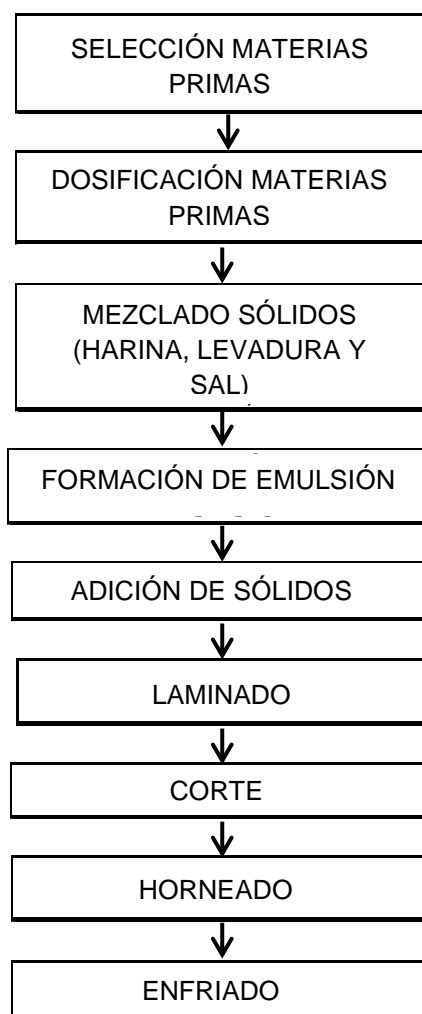 SELECCIÓN MATERIAS
PRIMAS
DOSIFICACIÓN MATERIAS
PRIMAS
MEZCLADO SÓLIDOS
(HARINA, LEVADURA Y
SAL)
FORMACIÓN DE EMULSIÓN
ADICIÓN DE SÓLIDOS
LAMINADO
CORTE
HORNEADO
ENFRIADO